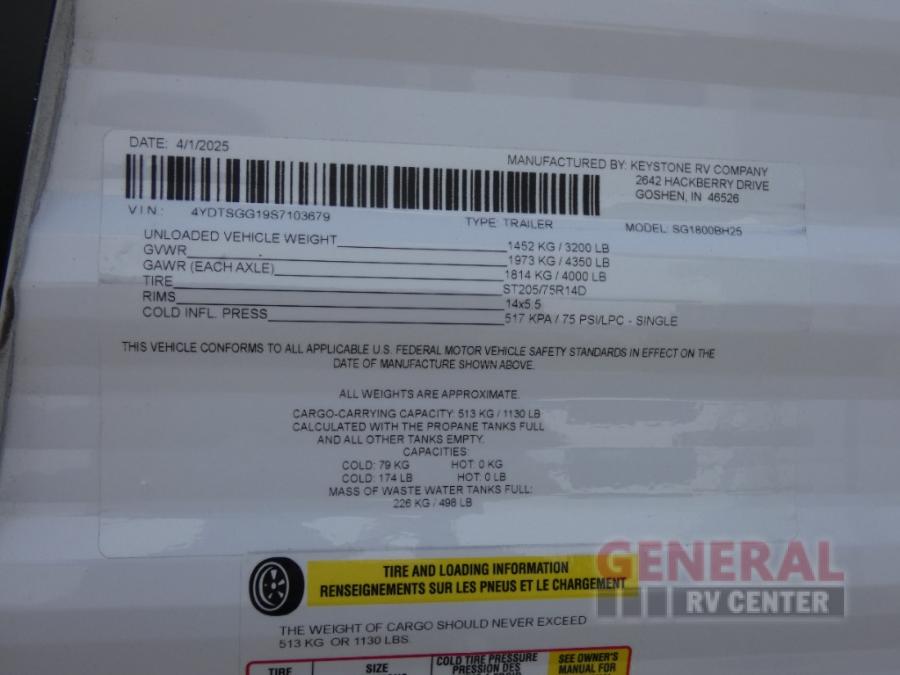 DATE: 4/1/2025
MANUFACTURED BY: KEYSTONE RV COMPANY
2642 HACKBERRY DRIVE
GOSHEN, IN 46526
VIN: 4YDTSGG19S7103679 TYPE: TRAILER MODEL: SG1800BH25
UNLOADED VEHICLE WEIGHT 1452 KG / 3200 LB
GVWR 1973 KG / 4350 LB
GAWR (EACH AXLE) 1814 KG / 4000 LB
TIRE ST205/75R14D
RIMS 14x5.5
COLD INFL. PRESS 517 KPA / 75 PSI/LPC - SINGLE
THIS VEHICLE CONFORMS TO ALL APPLICABLE U.S. FEDERAL MOTOR VEHICLE SAFETY STANDARDS IN EFFECT ON THE
DATE OF MANUFACTURE SHOWN ABOVE.
ALL WEIGHTS ARE APPROXIMATE.
CARGO-CARRYING CAPACITY: 513 KG / 1130 LB
CALCULATED WITH THE PROPANE TANKS FULL
AND ALL OTHER TANKS EMPTY.
CAPACITIES:
COLD: 79 KG HOT: 0 KG
COLD: 174 LB HOT: 0 LB
MASS OF WASTE WATER TANKS FULL:
226 KG / 498 LB
TIRE AND LOADING INFORMATION
RENSEIGNEMENTS SUR LES PNEUS ET LE CHARGEMENT
GENERAL
RV CENTER
THE WEIGHT OF CARGO SHOULD NEVER EXCEED
513 KG OR 1130 LBS.
TIRE SIZE COLD TIRE PRESSURE SEE OWNER'S
PRESSION DES MANUAL FOR